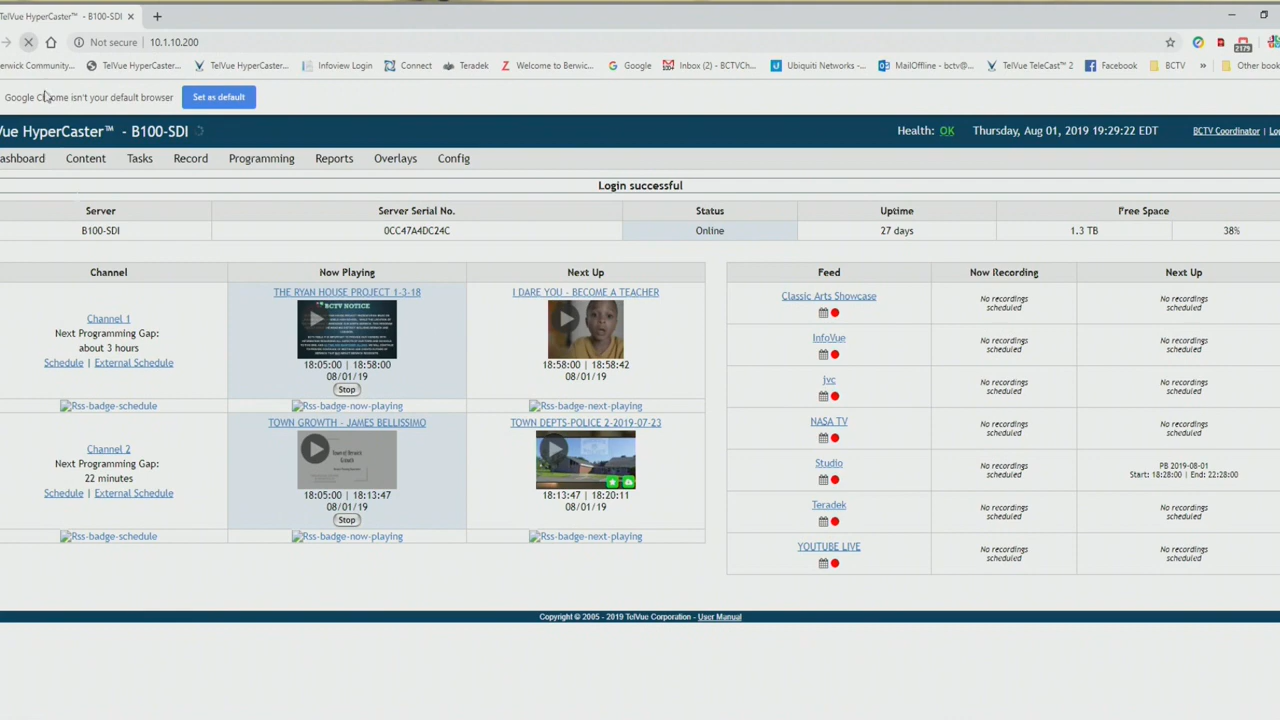 TelVue HyperCaster™ - B100-SDI
Not secure 10.1.10.200
2179
erwick Community... TelVue HyperCaster... TelVue HyperCaster... Infoview Login Connect Teradek Welcome to Berwic... Google Inbox (2) - BCTVCh... Ubiquiti Networks -... MailOffline - bctv@... TelVue TeleCast™ 2 Facebook BCTV » Other book
Google Chrome isn't your default browser Set as default
Vue HyperCaster™ - B100-SDI Health: OK Thursday, Aug 01, 2019 19:29:22 EDT BCTV Coordinator | Lo
ashboard Content Tasks Record Programming Reports Overlays Config
Login successful
Server Server Serial No. Status Uptime Free Space
B100-SDI 0CC47A4DC24C Online 27 days 1.3 TB 38%
Channel Now Playing Next Up
Channel 1
Next Programming Gap:
about 3 hours
Schedule | External Schedule
THE RYAN HOUSE PROJECT 1-3-18
BCTV NOTICE
18:05:00 | 18:58:00
08/01/19
Stop
I DARE YOU - BECOME A TEACHER
18:58:00 | 18:58:42
08/01/19
Rss-badge-schedule Rss-badge-now-playing Rss-badge-next-playing
Channel 2
Next Programming Gap:
22 minutes
Schedule | External Schedule
TOWN GROWTH - JAMES BELLISSIMO
Town of Berwick
Growth
18:05:00 | 18:13:47
08/01/19
Stop
TOWN DEPTS-POLICE 2-2019-07-23
18:13:47 | 18:20:11
08/01/19
Rss-badge-schedule Rss-badge-now-playing Rss-badge-next-playing
Feed Now Recording Next Up
Classic Arts Showcase
No recordings
scheduled
No recordings
scheduled
InfoVue
No recordings
scheduled
No recordings
scheduled
jvc
No recordings
scheduled
No recordings
scheduled
NASA TV
No recordings
scheduled
No recordings
scheduled
Studio
No recordings
scheduled
PB 2019-08-01
Start: 18:28:00 | End: 22:28:00
Teradek
No recordings
scheduled
No recordings
scheduled
YOUTUBE LIVE
No recordings
scheduled
No recordings
scheduled
Copyright © 2005 - 2019 TelVue Corporation - User Manual